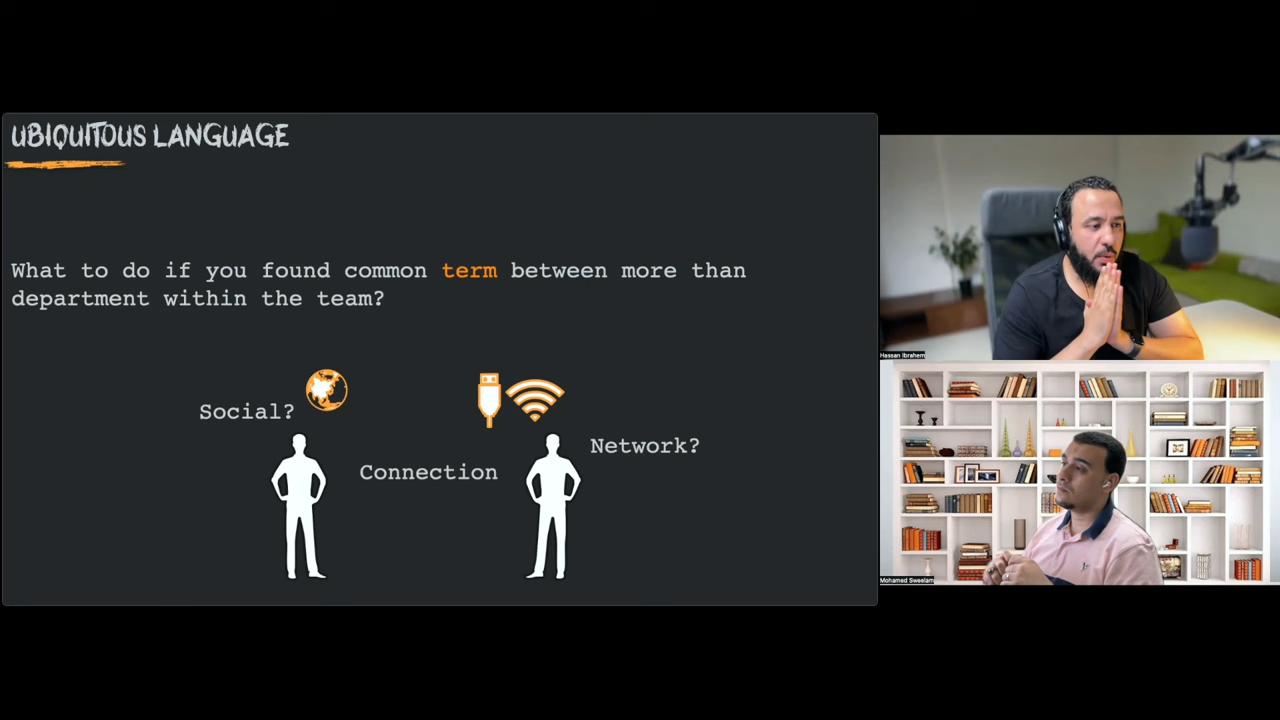 UBIQUITOUS LANGUAGE
What to do if you found common term between more than
department within the team?
Social?
Network?
Connection
Hassan Ibrahem
Mohamed Sweelam